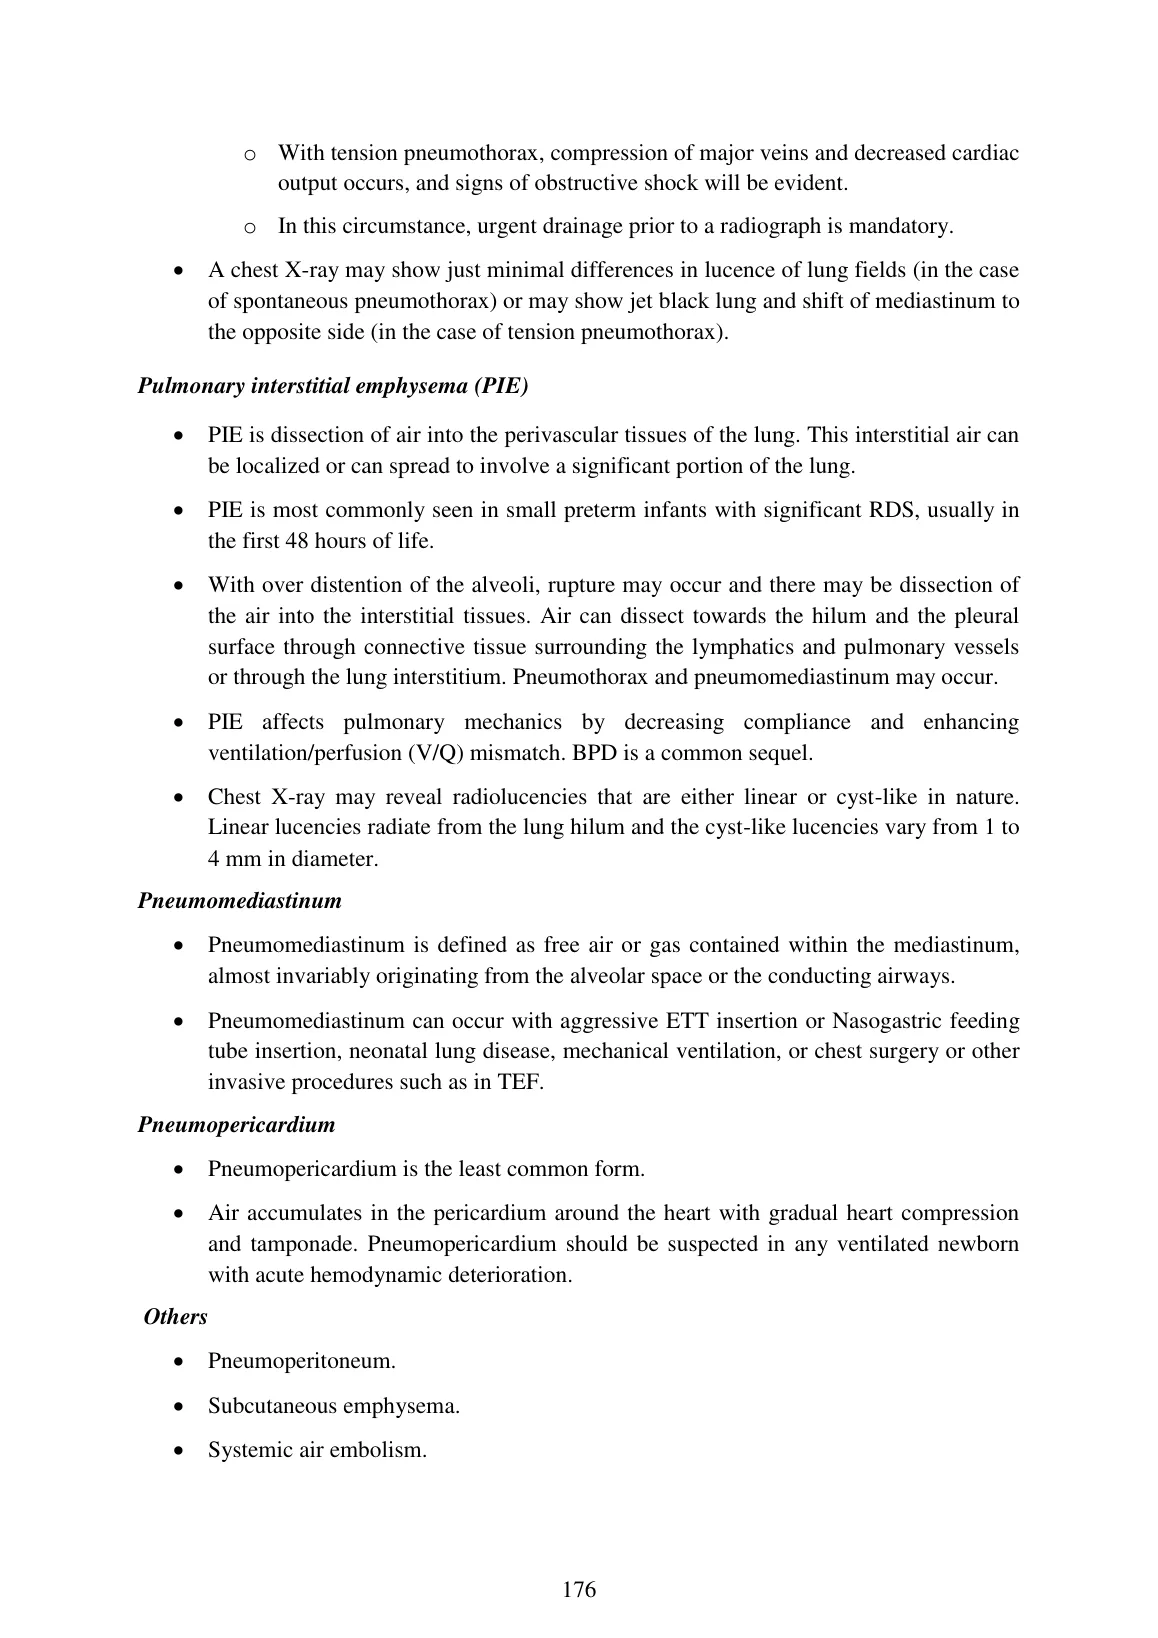 o With tension pneumothorax, compression of major veins and decreased cardiac
output occurs, and signs of obstructive shock will be evident.
o In this circumstance, urgent drainage prior to a radiograph is mandatory.
• A chest X-ray may show just minimal differences in lucence of lung fields (in the case
of spontaneous pneumothorax) or may show jet black lung and shift of mediastinum to
the opposite side (in the case of tension pneumothorax).
Pulmonary interstitial emphysema (PIE)
• PIE is dissection of air into the perivascular tissues of the lung. This interstitial air can
be localized or can spread to involve a significant portion of the lung.
• PIE is most commonly seen in small preterm infants with significant RDS, usually in
the first 48 hours of life.
• With over distention of the alveoli, rupture may occur and there may be dissection of
the air into the interstitial tissues. Air can dissect towards the hilum and the pleural
surface through connective tissue surrounding the lymphatics and pulmonary vessels
or through the lung interstitium. Pneumothorax and pneumomediastinum may occur.
• PIE affects pulmonary mechanics by decreasing compliance and enhancing
ventilation/perfusion (V/Q) mismatch. BPD is a common sequel.
• Chest X-ray may reveal radiolucencies that are either linear or cyst-like in nature.
Linear lucencies radiate from the lung hilum and the cyst-like lucencies vary from 1 to
4 mm in diameter.
Pneumomediastinum
• Pneumomediastinum is defined as free air or gas contained within the mediastinum,
almost invariably originating from the alveolar space or the conducting airways.
• Pneumomediastinum can occur with aggressive ETT insertion or Nasogastric feeding
tube insertion, neonatal lung disease, mechanical ventilation, or chest surgery or other
invasive procedures such as in TEF.
Pneumopericardium
• Pneumopericardium is the least common form.
• Air accumulates in the pericardium around the heart with gradual heart compression
and tamponade. Pneumopericardium should be suspected in any ventilated newborn
with acute hemodynamic deterioration.
Others
• Pneumoperitoneum.
• Subcutaneous emphysema.
• Systemic air embolism.
176